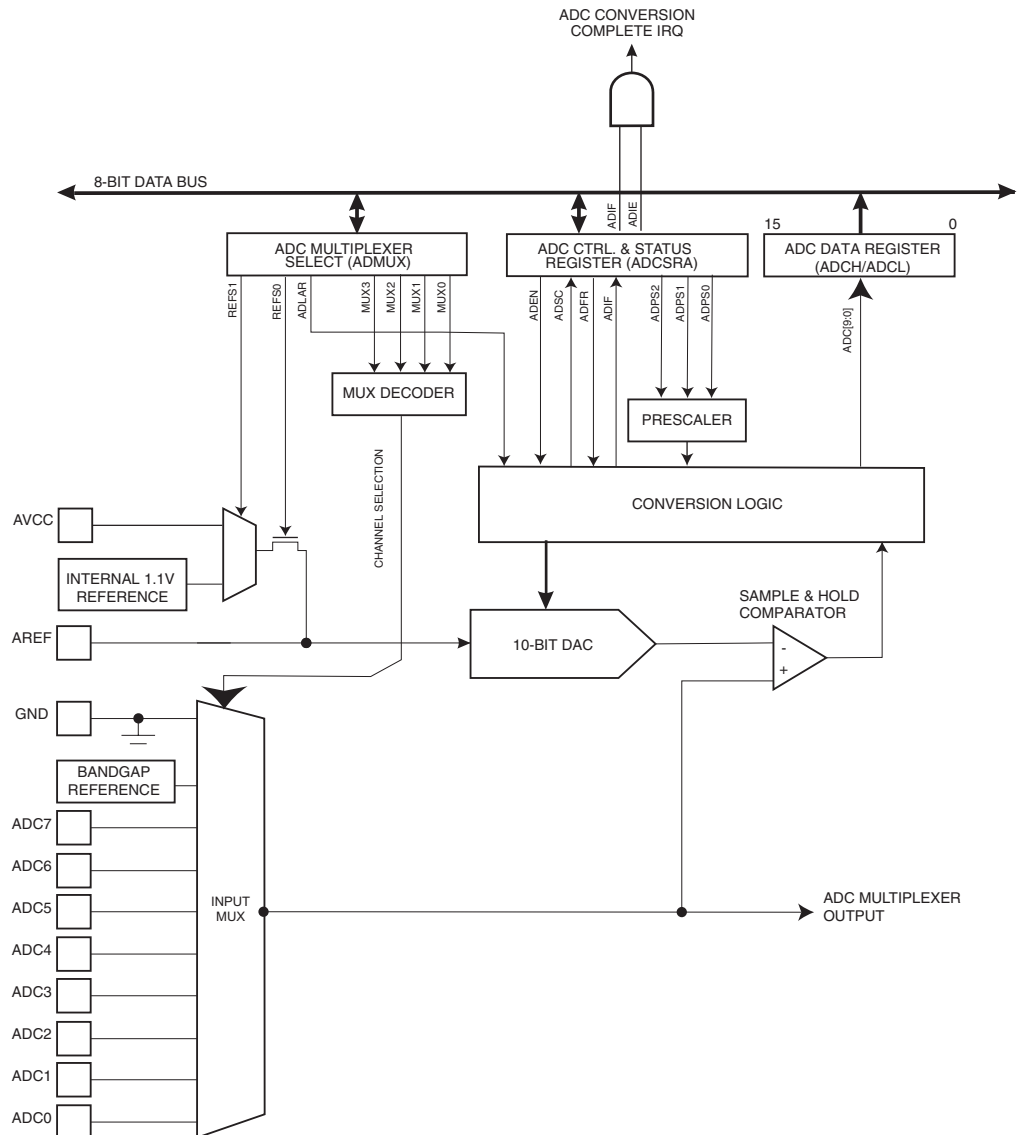 ADC CONVERSION
COMPLETE IRQ
8-BIT DATA BUS
ADIF
ADIE
15
0
ADC MULTIPLEXER
SELECT (ADMUX)
ADC CTRL. & STATUS
REGISTER (ADCSRA)
ADC DATA REGISTER
(ADCH/ADCL)
REFS1
REFS0
ADLAR
MUX3
MUX2
MUX1
MUX0
ADEN
ADSC
ADFR
ADIF
ADPS2
ADPS1
ADPS0
ADC[9:0]
MUX DECODER
PRESCALER
CHANNEL SELECTION
CONVERSION LOGIC
AVCC
INTERNAL 1.1V
REFERENCE
SAMPLE & HOLD
COMPARATOR
AREF
10-BIT DAC
-
+
GND
BANDGAP
REFERENCE
ADC7
ADC6
ADC5
INPUT
MUX
ADC MULTIPLEXER
OUTPUT
ADC4
ADC3
ADC2
ADC1
ADC0